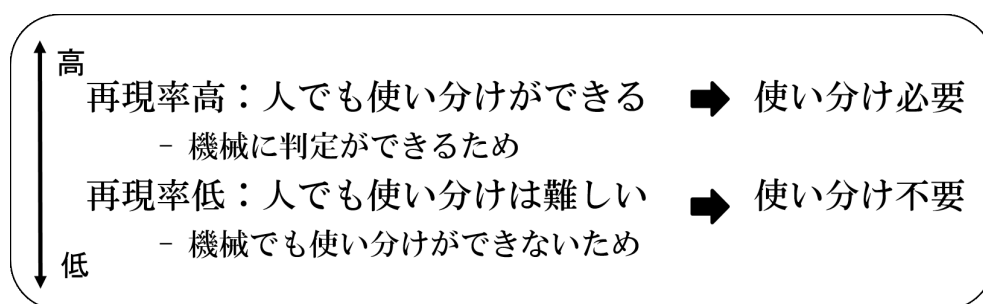 高
再現率高：人でも使い分けができる ➡ 使い分け必要
– 機械に判定ができるため
再現率低：人でも使い分けは難しい ➡ 使い分け不要
– 機械でも使い分けができないため
低